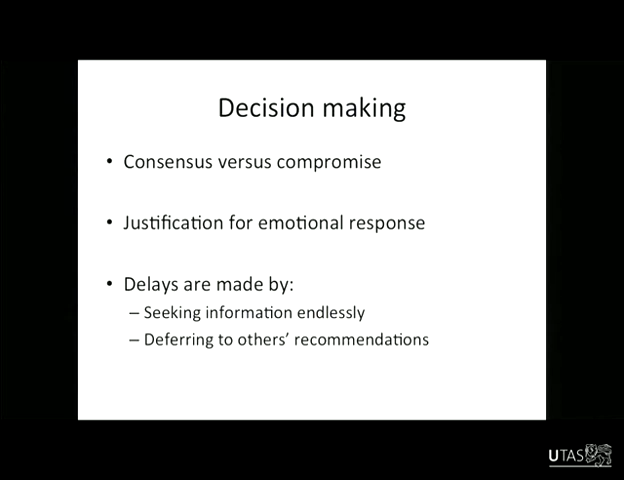 Decision making
• Consensus versus compromise
• Justification for emotional response
• Delays are made by:
– Seeking information endlessly
– Deferring to others' recommendations
UTAS